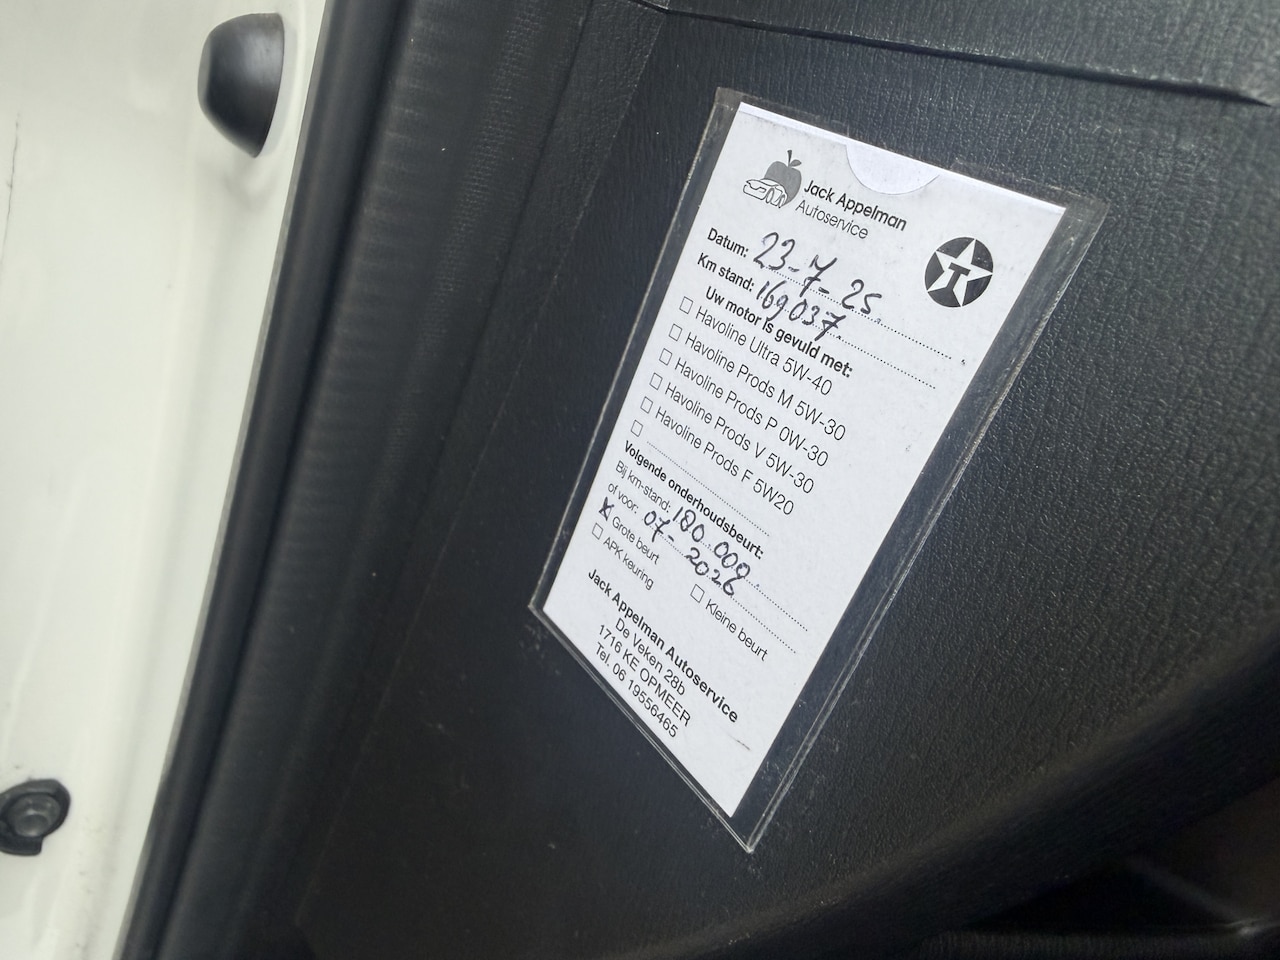 Jack Appelman
Autoservice
Datum: 23-7-25
Km stand: 169.037
Uw motor is gevuld met:
☐ Havoline Ultra 5W-40
☐ Havoline Prods M 5W-30
☐ Havoline Prods P 0W-30
☐ Havoline Prods V 5W-30
☐ Havoline Prods F 5W20
☐
Volgende onderhoudsbeurt:
Bij km-stand: 180.000
of voor: 07-2026
☒ Grote beurt ☐ Kleine beurt
☐ APK keuring
Jack Appelman Autoservice
De Veken 28b
1716 KE OPMEER
Tel. 06 19556465